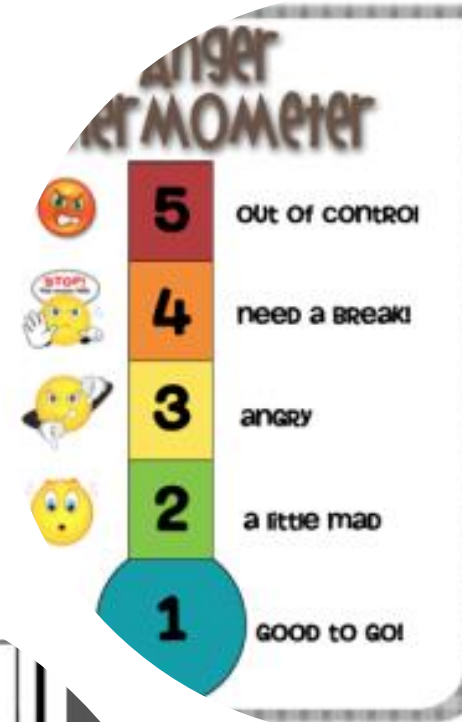 anger
ermometer
5 out of control
STOP!
4 need a break!
3 angry
2 a little mad
1 good to go!